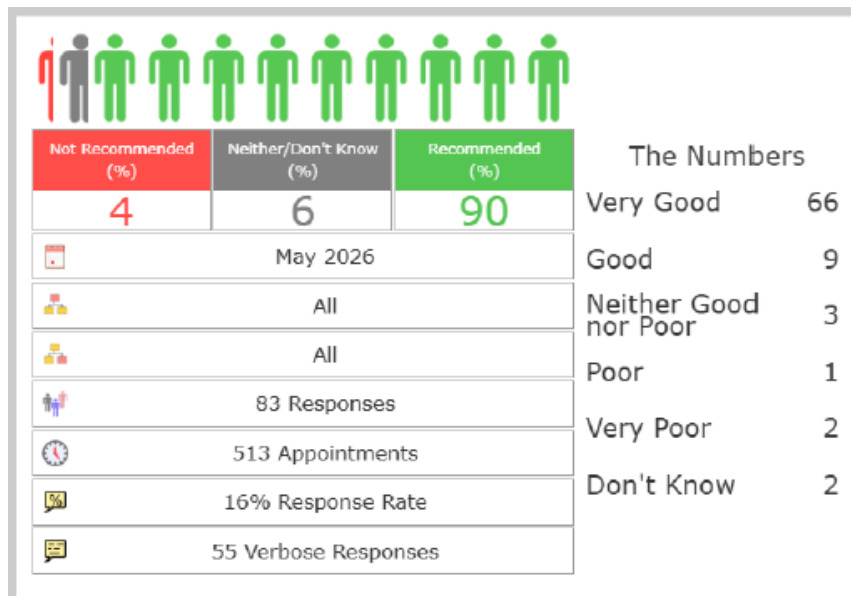 Not Recommended (%)
Neither/Don't Know (%)
Recommended (%)
4
6
90
May 2026
All
All
83 Responses
513 Appointments
16% Response Rate
55 Verbose Responses
The Numbers
Very Good 66
Good 9
Neither Good
nor Poor 3
Poor 1
Very Poor 2
Don't Know 2